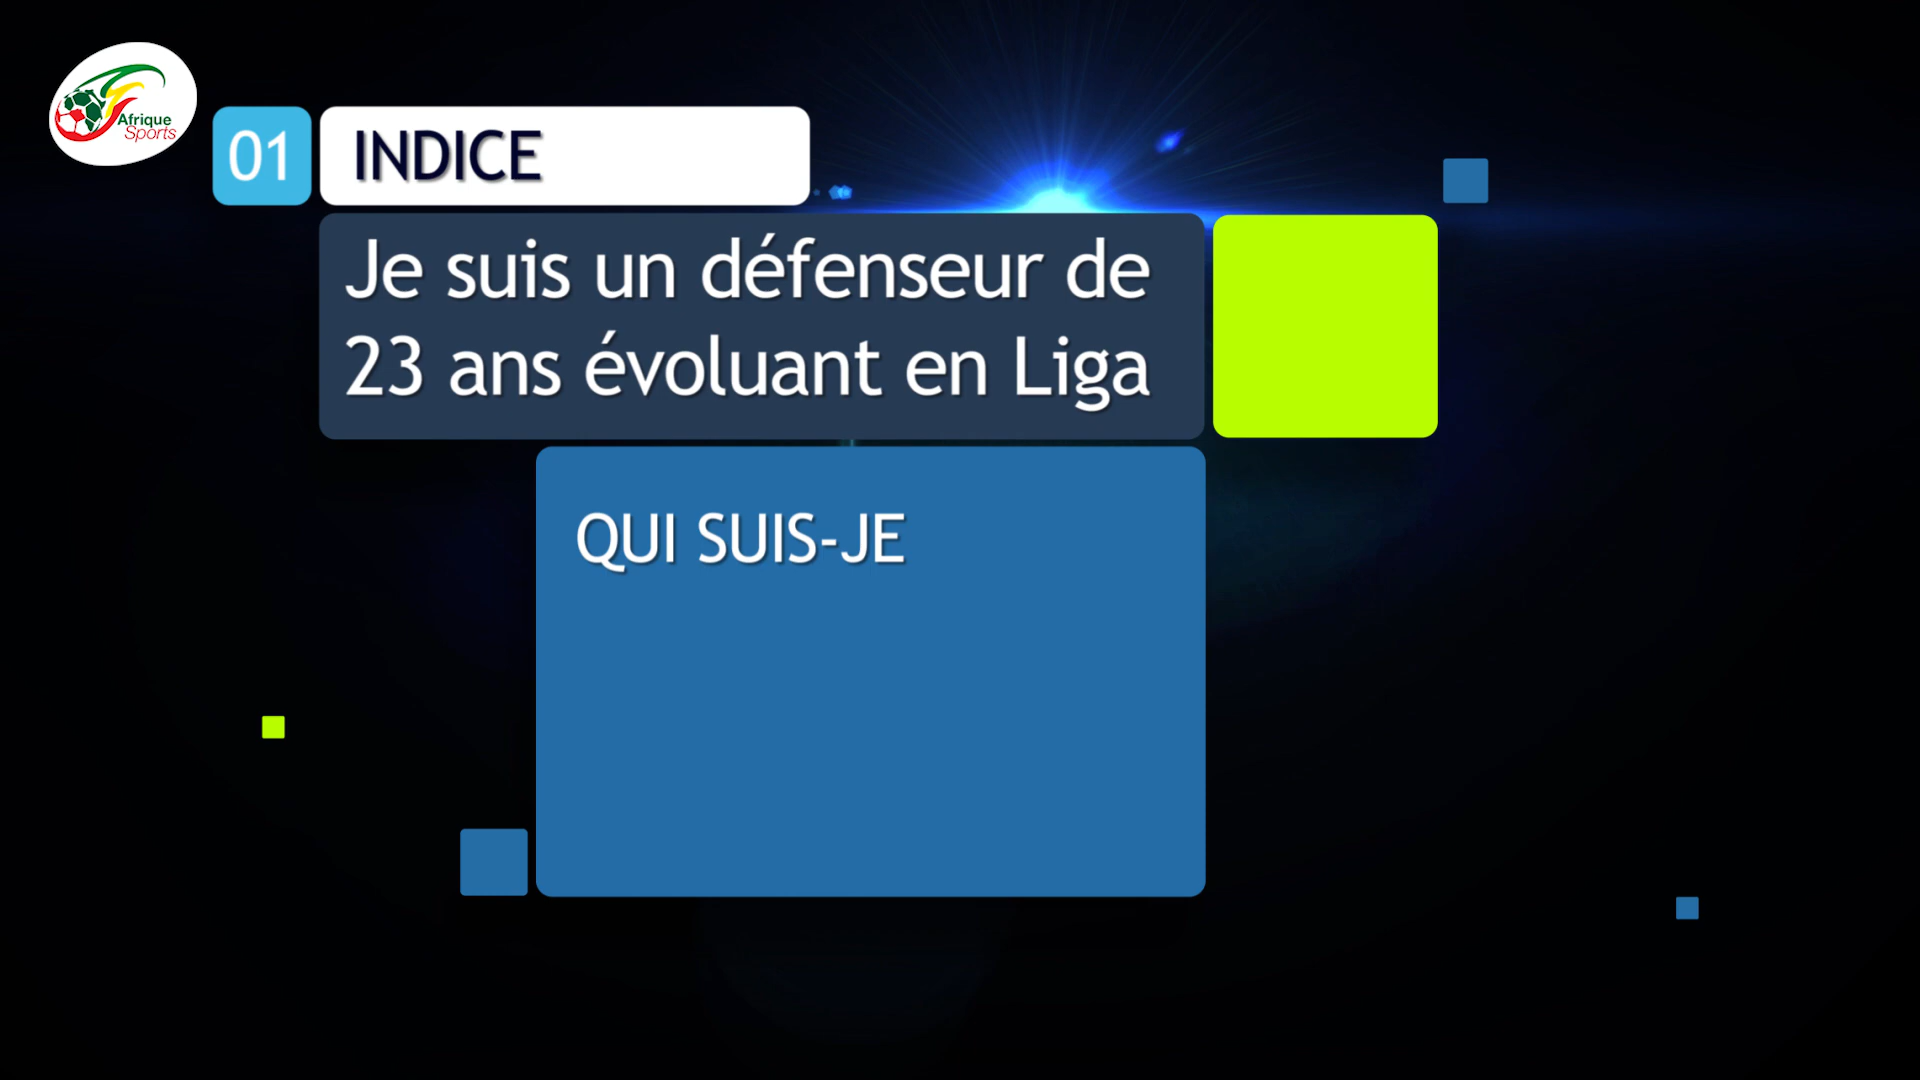 Afrique
Sports
01 INDICE
Je suis un défenseur de
23 ans évoluant en Liga
QUI SUIS-JE